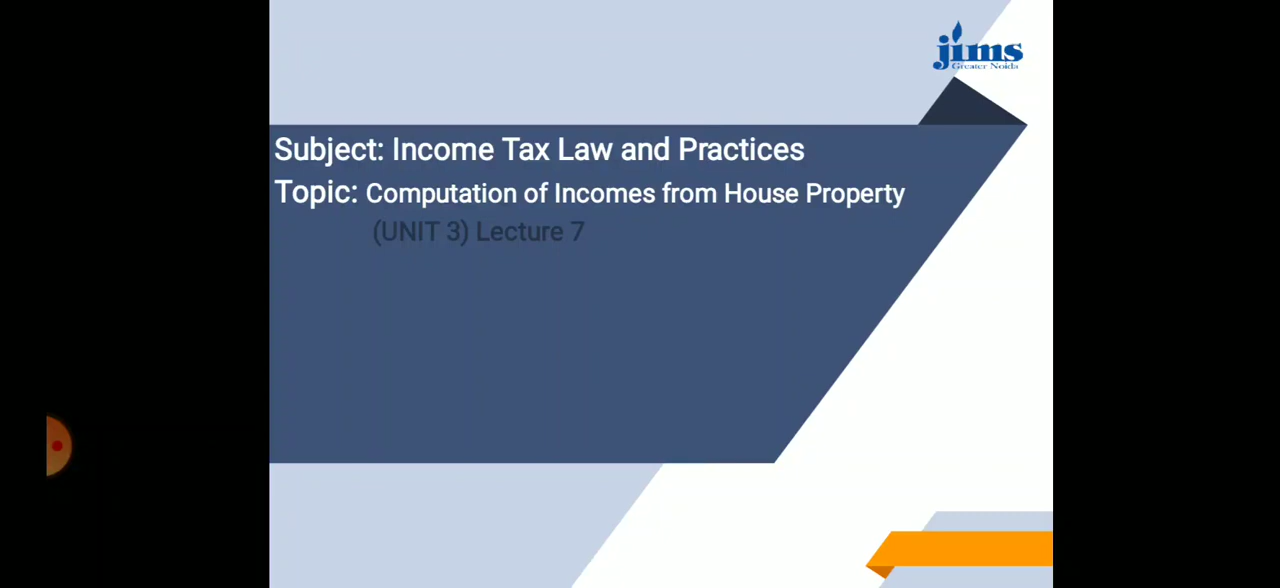 jims
Greater Noida
Subject: Income Tax Law and Practices
Topic: Computation of Incomes from House Property
(UNIT 3) Lecture 7